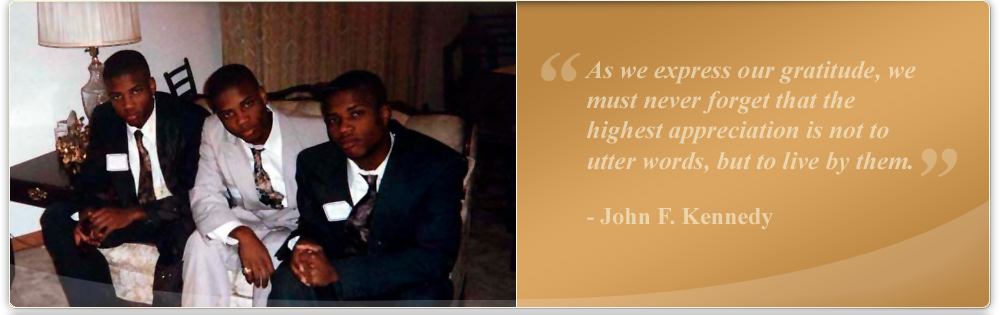 “ As we express our gratitude, we
must never forget that the
highest appreciation is not to
utter words, but to live by them. ”
- John F. Kennedy